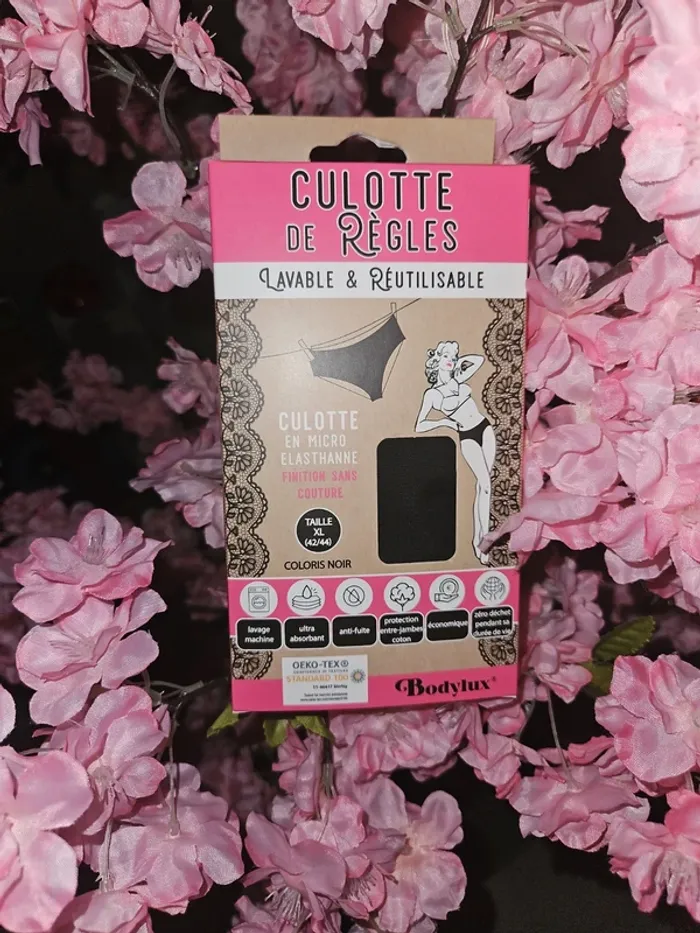 CULOTTE
DE RÈGLES
LAVABLE & RÉUTILISABLE
CULOTTE
EN MICRO
ELASTHANNE
FINITION SANS
COUTURE
TAILLE
XL
(42/44)
COLORIS NOIR
lavage
machine
ultra
absorbant
anti-fuite
protection
entre-jambes
coton
économique
zéro déchet
pendant sa
durée de vie
OEKO-TEX®
STANDARD 100
Bodylux®